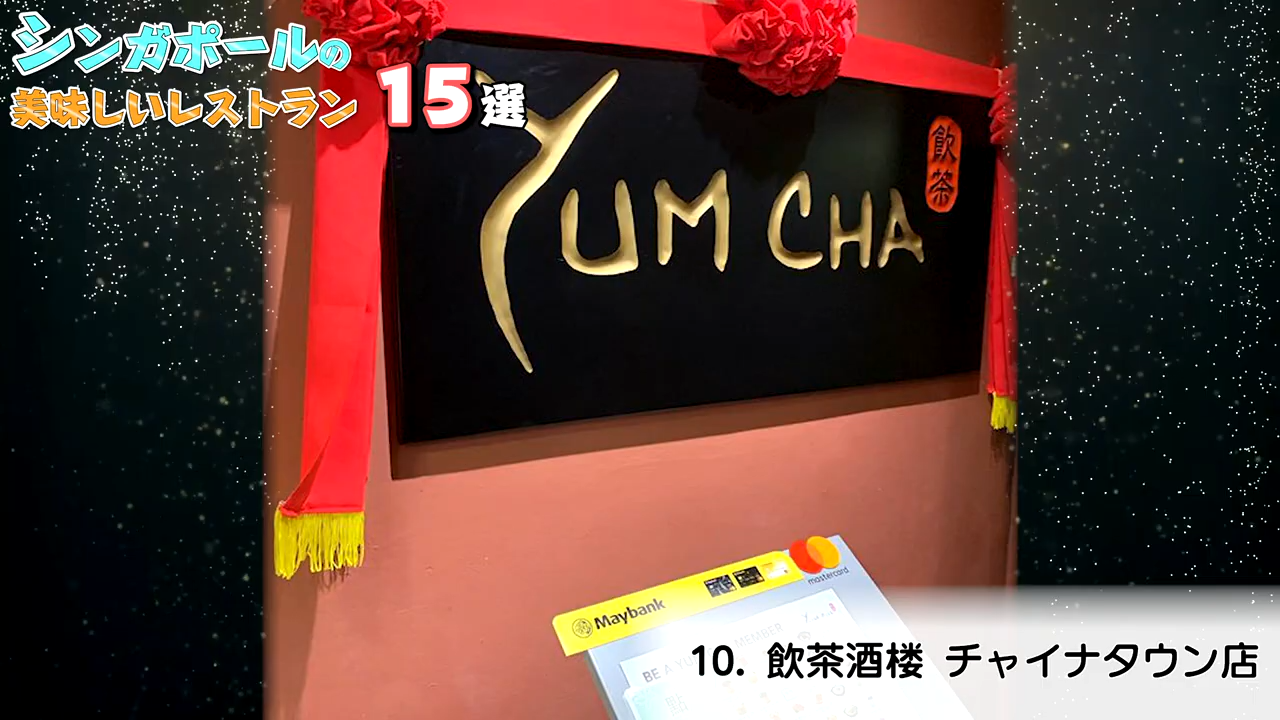 シンガポールの
美味しいレストラン 15選
YUM CHA
飲茶
Maybank
mastercard
10. 飲茶酒楼 チャイナタウン店